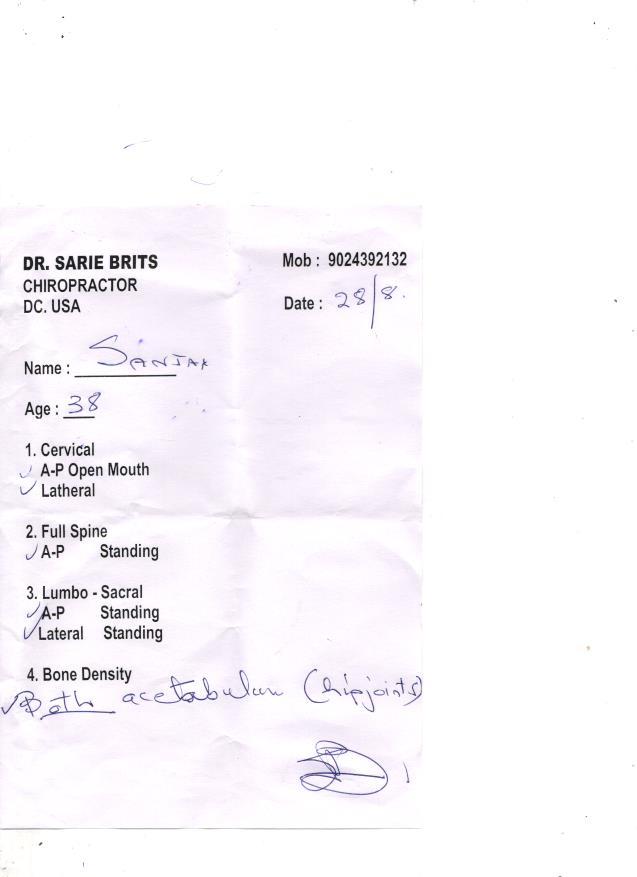 DR. SARIE BRITS
CHIROPRACTOR
DC. USA
Mob : 9024392132
Date : 28/8.
Name : SANJAY
Age : 38
1. Cervical
✓ A-P Open Mouth
✓ Latheral
2. Full Spine
✓ A-P Standing
3. Lumbo - Sacral
✓ A-P Standing
✓ Lateral Standing
4. Bone Density
✓ Both acetabulum (hipjoints)